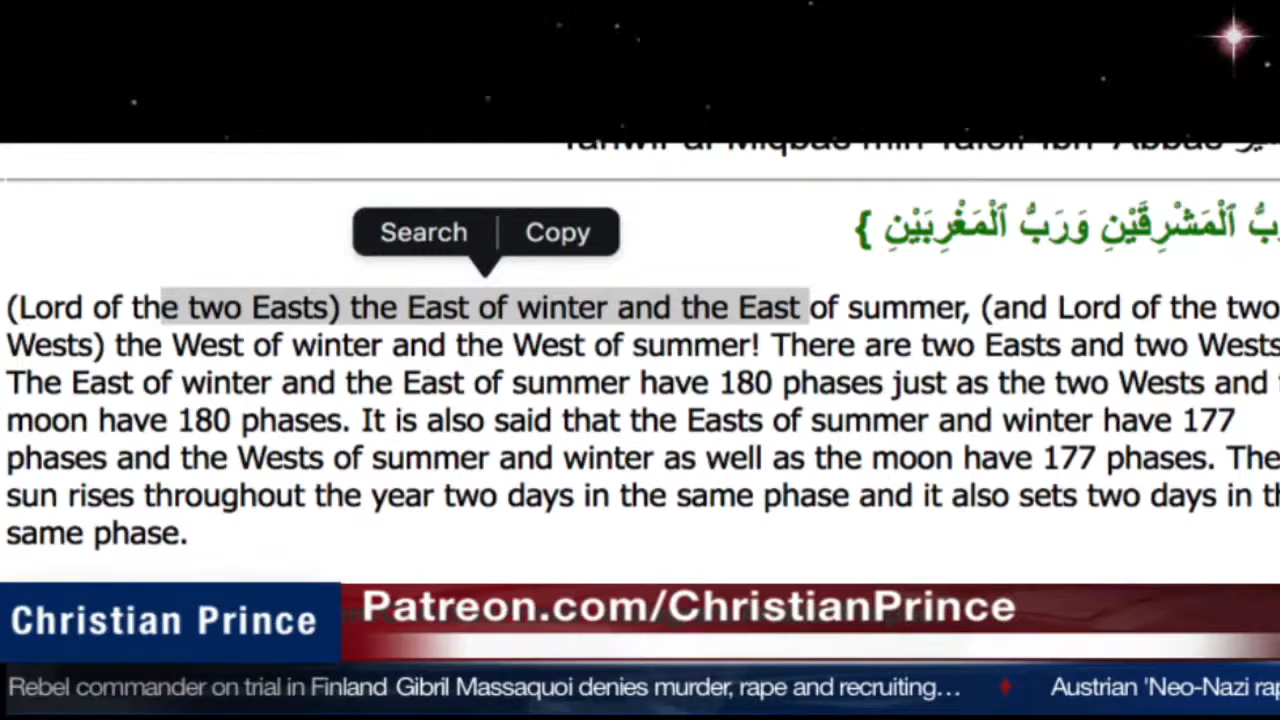 Tanwîr al-Miqbâs min Tafsîr Ibn 'Abbâs
Search
Copy
ٱلْمَشْرِقَيْنِ وَرَبُّ ٱلْمَغْرِبَيْنِ }
(Lord of the two Easts) the East of winter and the East of summer, (and Lord of the two
Wests) the West of winter and the West of summer! There are two Easts and two Wests
The East of winter and the East of summer have 180 phases just as the two Wests and
moon have 180 phases. It is also said that the Easts of summer and winter have 177
phases and the Wests of summer and winter as well as the moon have 177 phases. The
sun rises throughout the year two days in the same phase and it also sets two days in
same phase.
Christian Prince
Patreon.com/ChristianPrince
Rebel commander on trial in Finland Gibril Massaquoi denies murder, rape and recruiting... ♦ Austrian 'Neo-Nazi